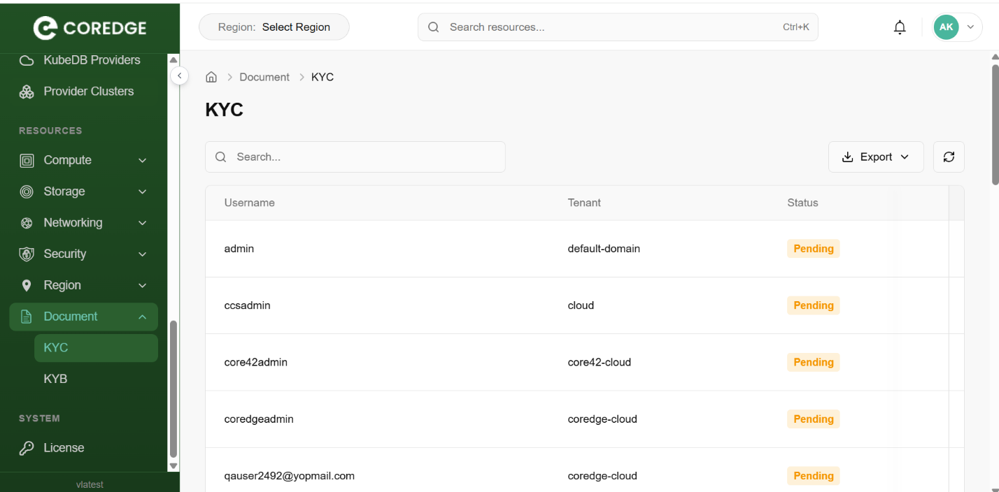 COREDGE
Region: Select Region
Search resources...
Ctrl+K
AK
KubeDB Providers
Provider Clusters
RESOURCES
Compute
Storage
Networking
Security
Region
Document
KYC
KYB
SYSTEM
License
vlatest
Document
KYC
KYC
Search...
Export
Username Tenant Status
admin default-domain Pending
ccsadmin cloud Pending
core42admin core42-cloud Pending
coredgeadmin coredge-cloud Pending
qauser2492@yopmail.com coredge-cloud Pending